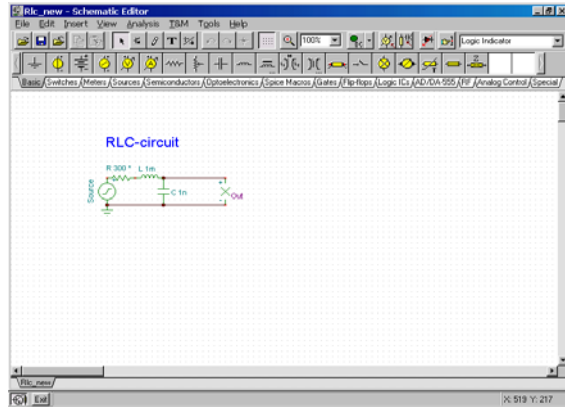 Rlc_new - Schematic Editor
File Edit Insert View Analysis T&M Tools Help
100% Logic Indicator
Basic Switches Meters Sources Semiconductors Optoelectronics Spice Macros Gates Flip-flops Logic ICs AD/DA-555 RF Analog Control Special
RLC-circuit
R 300 * L 1m
Source
C 1n
Out
+
-
Rlc_new
Exit X: 519 Y: 217